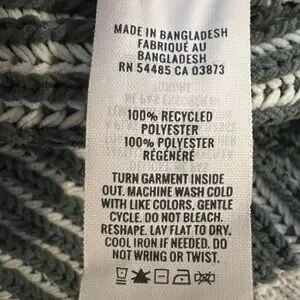 MADE IN BANGLADESH
FABRIQUÉ AU
BANGLADESH
RN 54485 CA 03873
100% RECYCLED
POLYESTER
100% POLYESTER
RÉGÉNÉRÉ
TURN GARMENT INSIDE
OUT. MACHINE WASH COLD
WITH LIKE COLORS, GENTLE
CYCLE. DO NOT BLEACH.
RESHAPE. LAY FLAT TO DRY.
COOL IRON IF NEEDED. DO
NOT WRING OR TWIST.